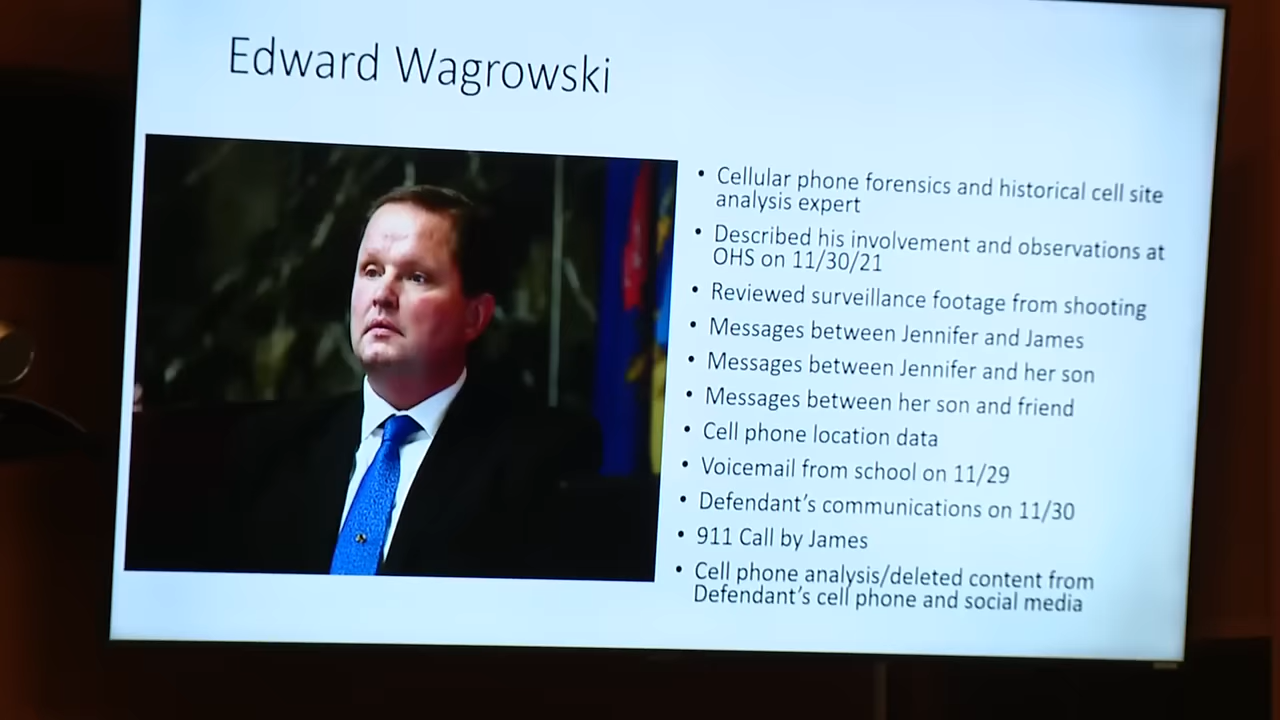 Edward Wagrowski
• Cellular phone forensics and historical cell site
analysis expert
• Described his involvement and observations at
OHS on 11/30/21
• Reviewed surveillance footage from shooting
• Messages between Jennifer and James
• Messages between Jennifer and her son
• Messages between her son and friend
• Cell phone location data
• Voicemail from school on 11/29
• Defendant's communications on 11/30
• 911 Call by James
• Cell phone analysis/deleted content from
Defendant's cell phone and social media